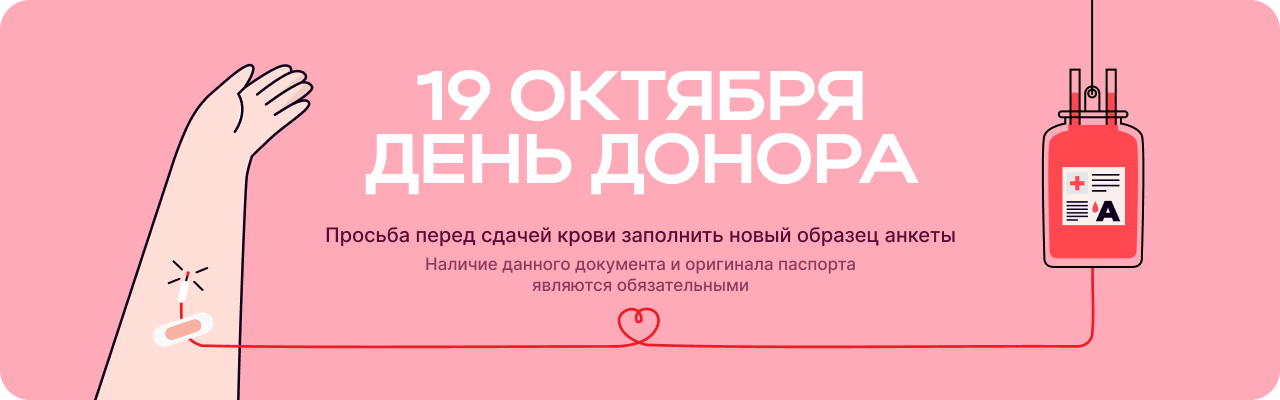 19 ОКТЯБРЯ
ДЕНЬ ДОНОРА
Просьба перед сдачей крови заполнить новый образец анкеты
Наличие данного документа и оригинала паспорта
являются обязательными
A